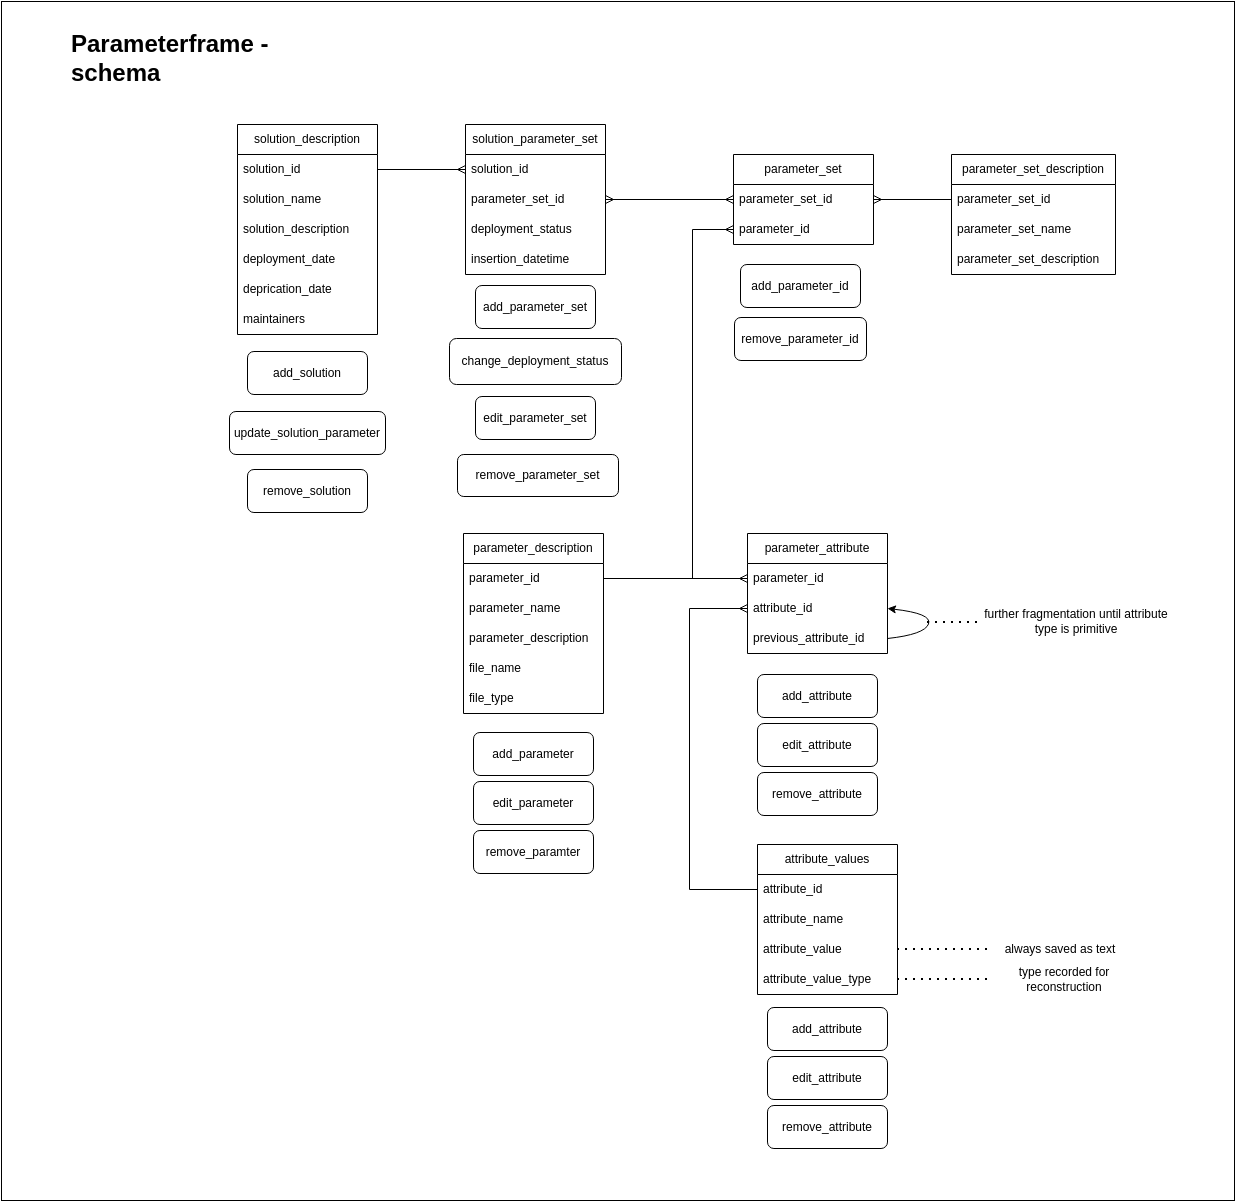 Parameterframe -
schema
solution_description
solution_id
solution_name
solution_description
deployment_date
deprication_date
maintainers
add_solution
update_solution_parameter
remove_solution
solution_parameter_set
solution_id
parameter_set_id
deployment_status
insertion_datetime
add_parameter_set
change_deployment_status
edit_parameter_set
remove_parameter_set
parameter_set
parameter_set_id
parameter_id
add_parameter_id
remove_parameter_id
parameter_set_description
parameter_set_id
parameter_set_name
parameter_set_description
parameter_description
parameter_id
parameter_name
parameter_description
file_name
file_type
add_parameter
edit_parameter
remove_paramter
parameter_attribute
parameter_id
attribute_id
previous_attribute_id
further fragmentation until attribute
type is primitive
add_attribute
edit_attribute
remove_attribute
attribute_values
attribute_id
attribute_name
attribute_value
always saved as text
attribute_value_type
type recorded for
reconstruction
add_attribute
edit_attribute
remove_attribute